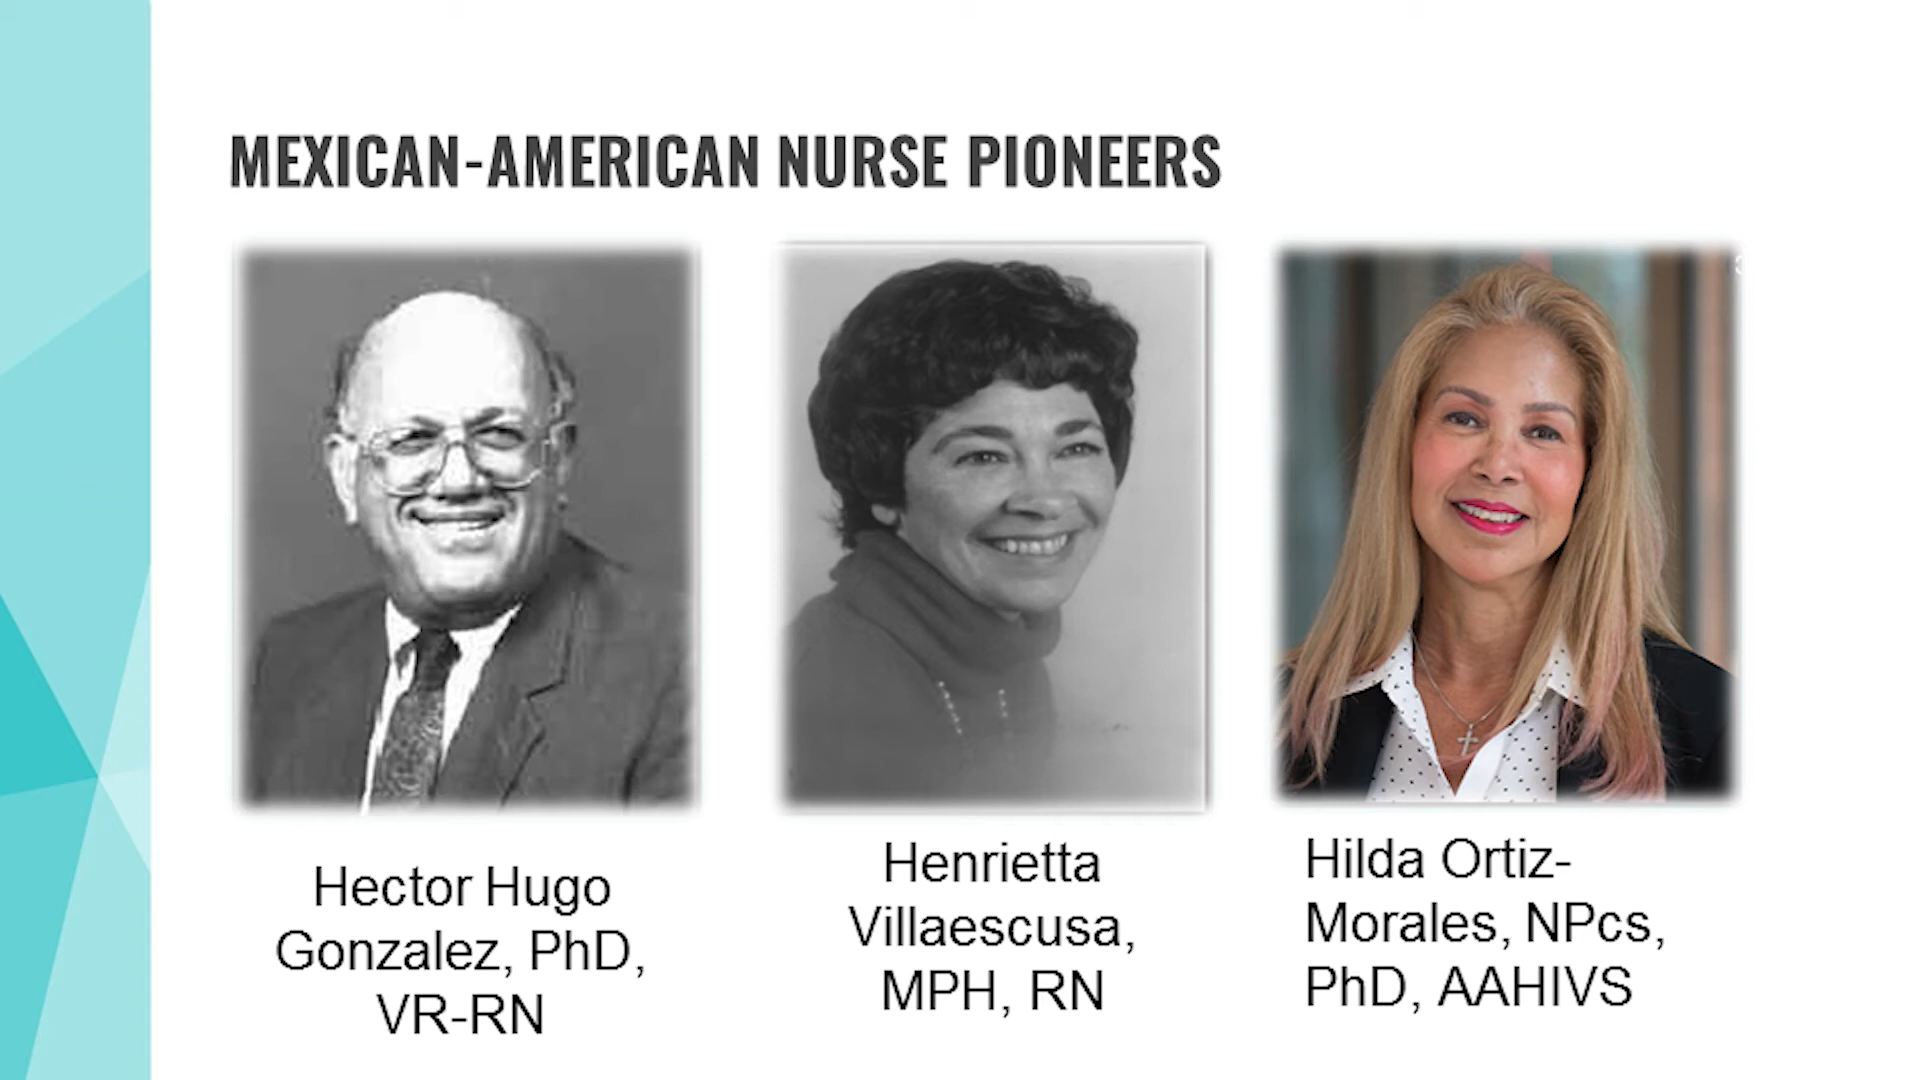 MEXICAN-AMERICAN NURSE PIONEERS
Hector Hugo
Gonzalez, PhD,
VR-RN
Henrietta
Villaescusa,
MPH, RN
Hilda Ortiz-
Morales, NPcs,
PhD, AAHIVS